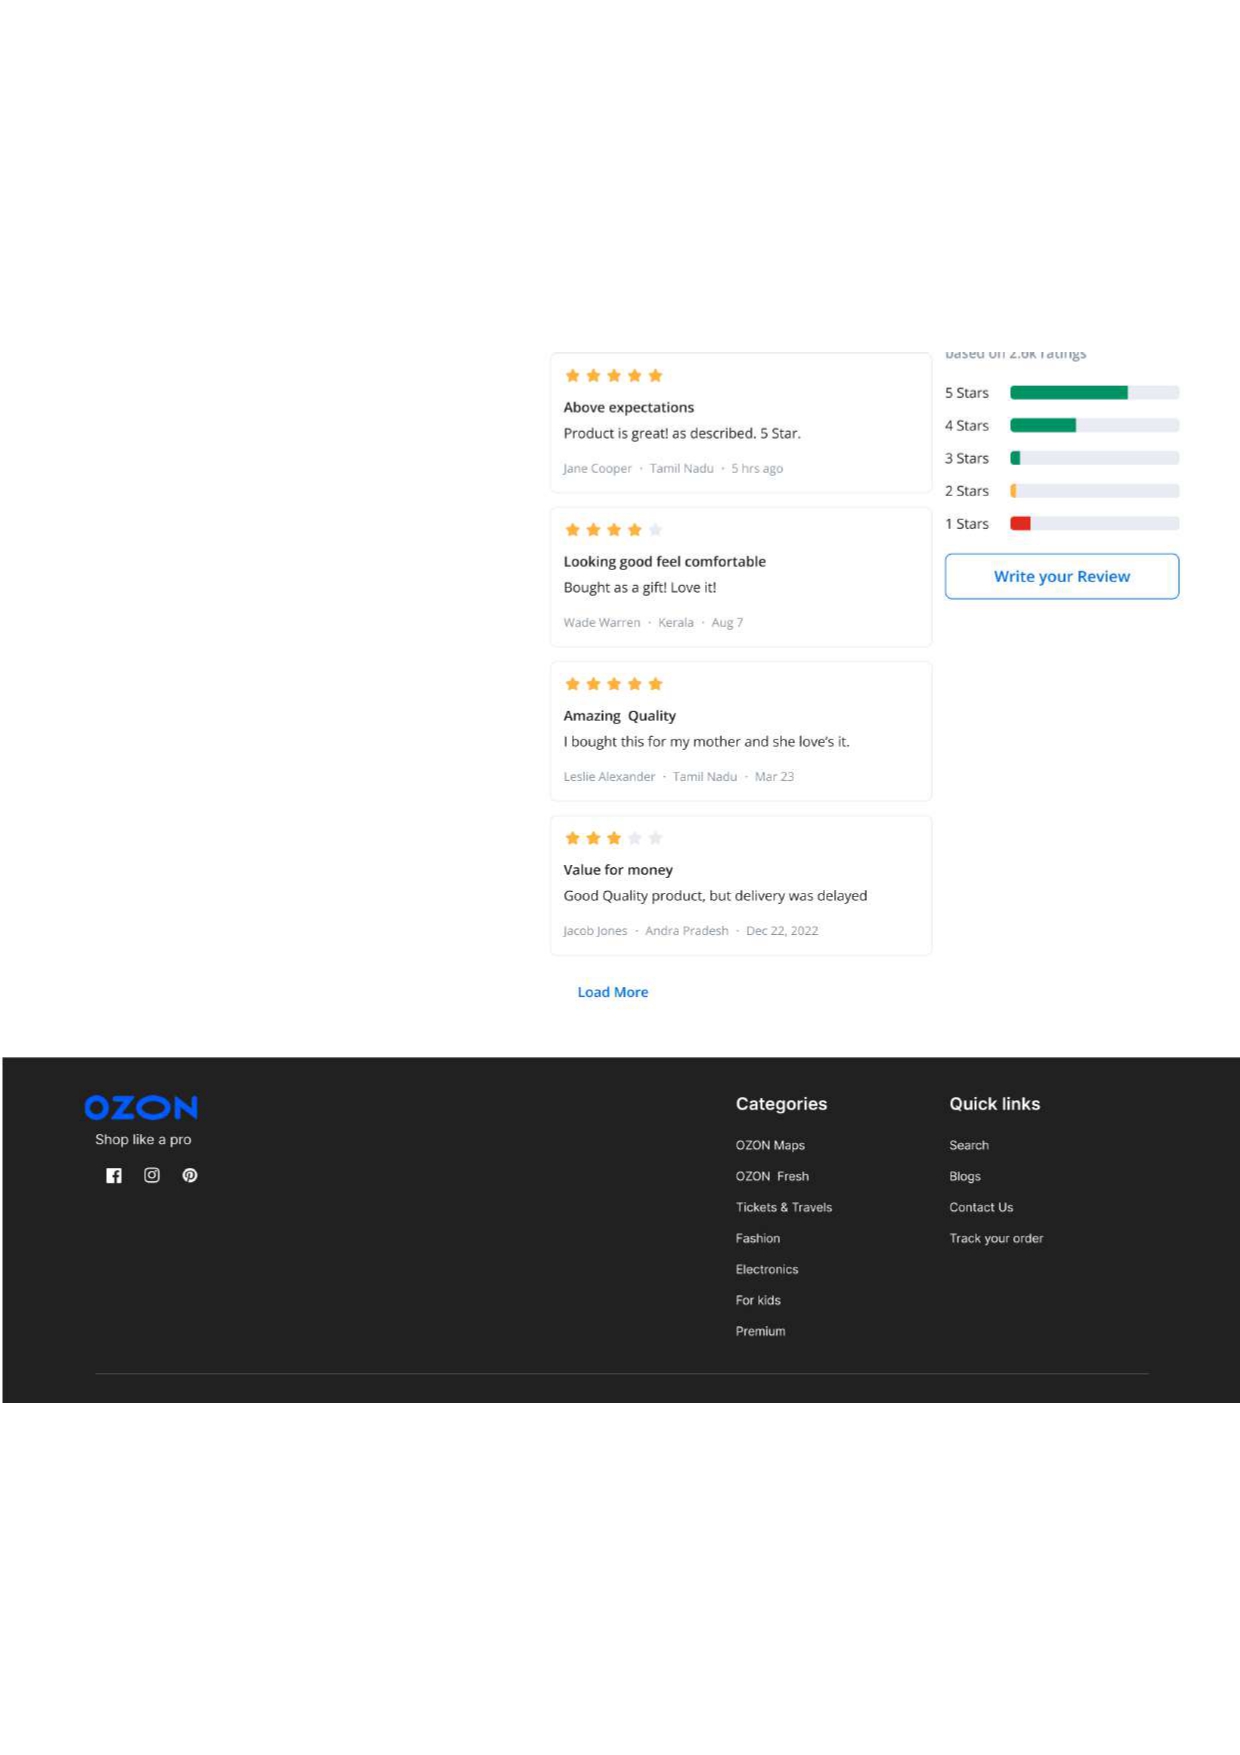 based on 2.6k ratings
Above expectations
Product is great! as described. 5 Star.
Jane Cooper · Tamil Nadu · 5 hrs ago
Looking good feel comfortable
Bought as a gift! Love it!
Wade Warren · Kerala · Aug 7
Amazing  Quality
I bought this for my mother and she love’s it.
Leslie Alexander · Tamil Nadu · Mar 23
Value for money
Good Quality product, but delivery was delayed
Jacob Jones · Andra Pradesh · Dec 22, 2022
Load More
5 Stars
4 Stars
3 Stars
2 Stars
1 Stars
Write your Review
OZON
Shop like a pro
Categories
OZON Maps
OZON  Fresh
Tickets & Travels
Fashion
Electronics
For kids
Premium
Quick links
Search
Blogs
Contact Us
Track your order